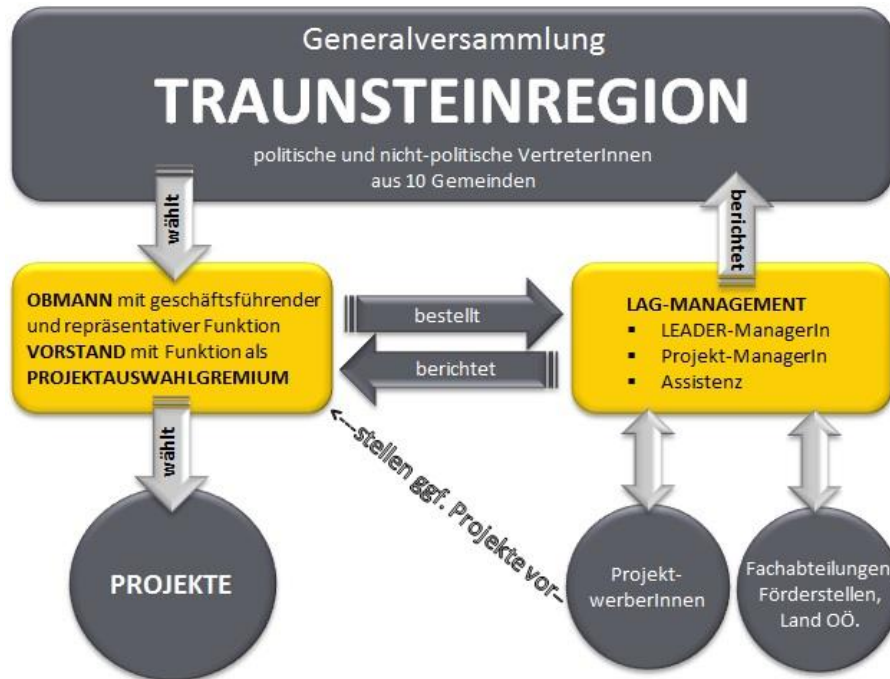 Generalversammlung
TRAUNSTEINREGION
politische und nicht-politische VertreterInnen
aus 10 Gemeinden
wählt
berichtet
OBMANN mit geschäftsführender
und repräsentativer Funktion
VORSTAND mit Funktion als
PROJEKTAUSWAHLGREMIUM
bestellt
berichtet
LAG-MANAGEMENT
▪ LEADER-ManagerIn
▪ Projekt-ManagerIn
▪ Assistenz
wählt
stellen ggf. Projekte vor
PROJEKTE
Projekt-
werberInnen
Fachabteilungen
Förderstellen,
Land OÖ.